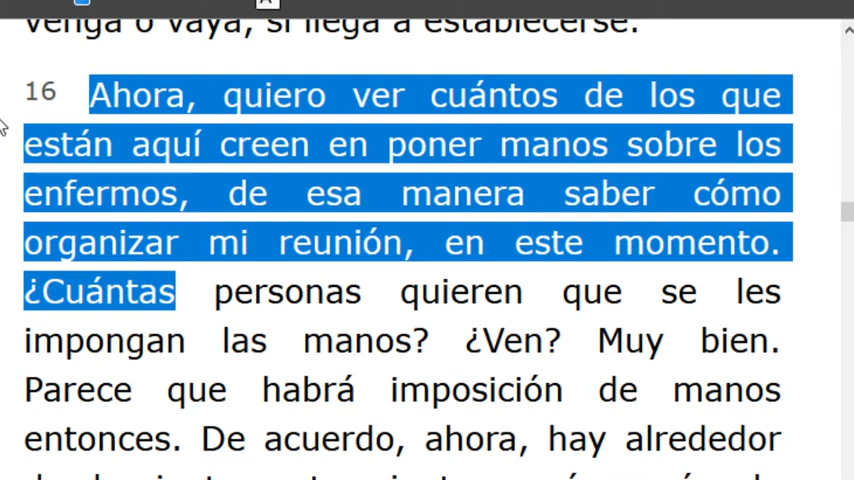 venga o vaya, si llega a establecerse.
16 Ahora, quiero ver cuántos de los que
están aquí creen en poner manos sobre los
enfermos, de esa manera saber cómo
organizar mi reunión, en este momento.
¿Cuántas personas quieren que se les
impongan las manos? ¿Ven? Muy bien.
Parece que habrá imposición de manos
entonces. De acuerdo, ahora, hay alrededor